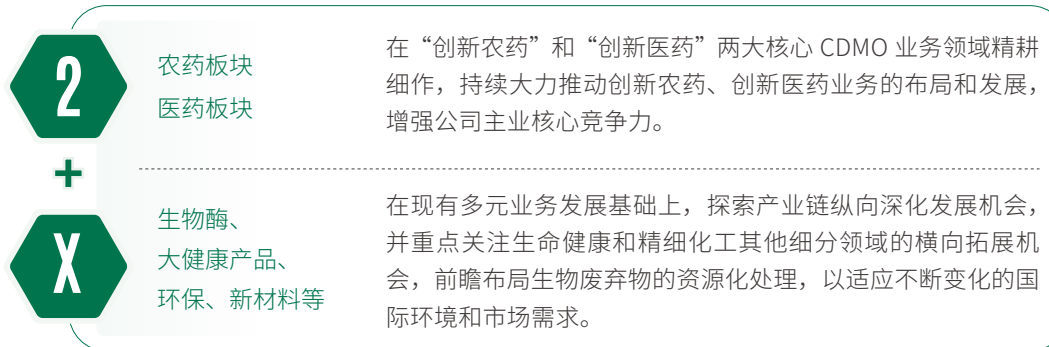 2
农药板块
医药板块
在“创新农药”和“创新医药”两大核心 CDMO 业务领域精耕
细作，持续大力推动创新农药、创新医药业务的布局和发展，
增强公司主业核心竞争力。
+
X
生物酶、
大健康产品、
环保、新材料等
在现有多元业务发展基础上，探索产业链纵向深化发展机会，
并重点关注生命健康和精细化工其他细分领域的横向拓展机
会，前瞻布局生物废弃物的资源化处理，以适应不断变化的国
际环境和市场需求。